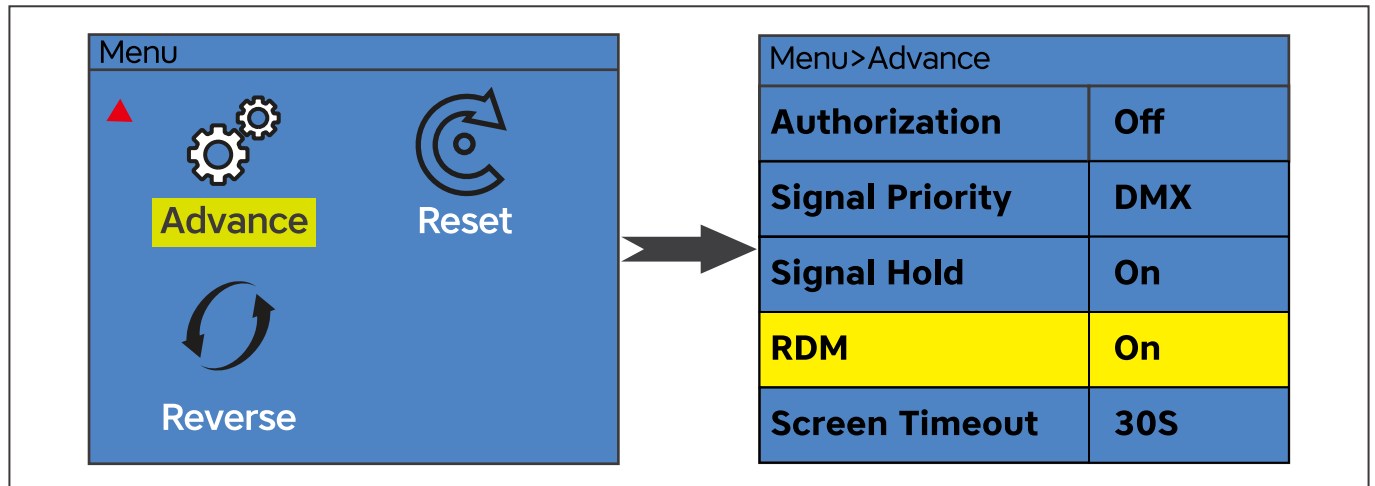 Menu
Advance
Reset
Reverse
Menu>Advance
Authorization Off
Signal Priority DMX
Signal Hold On
RDM On
Screen Timeout 30S